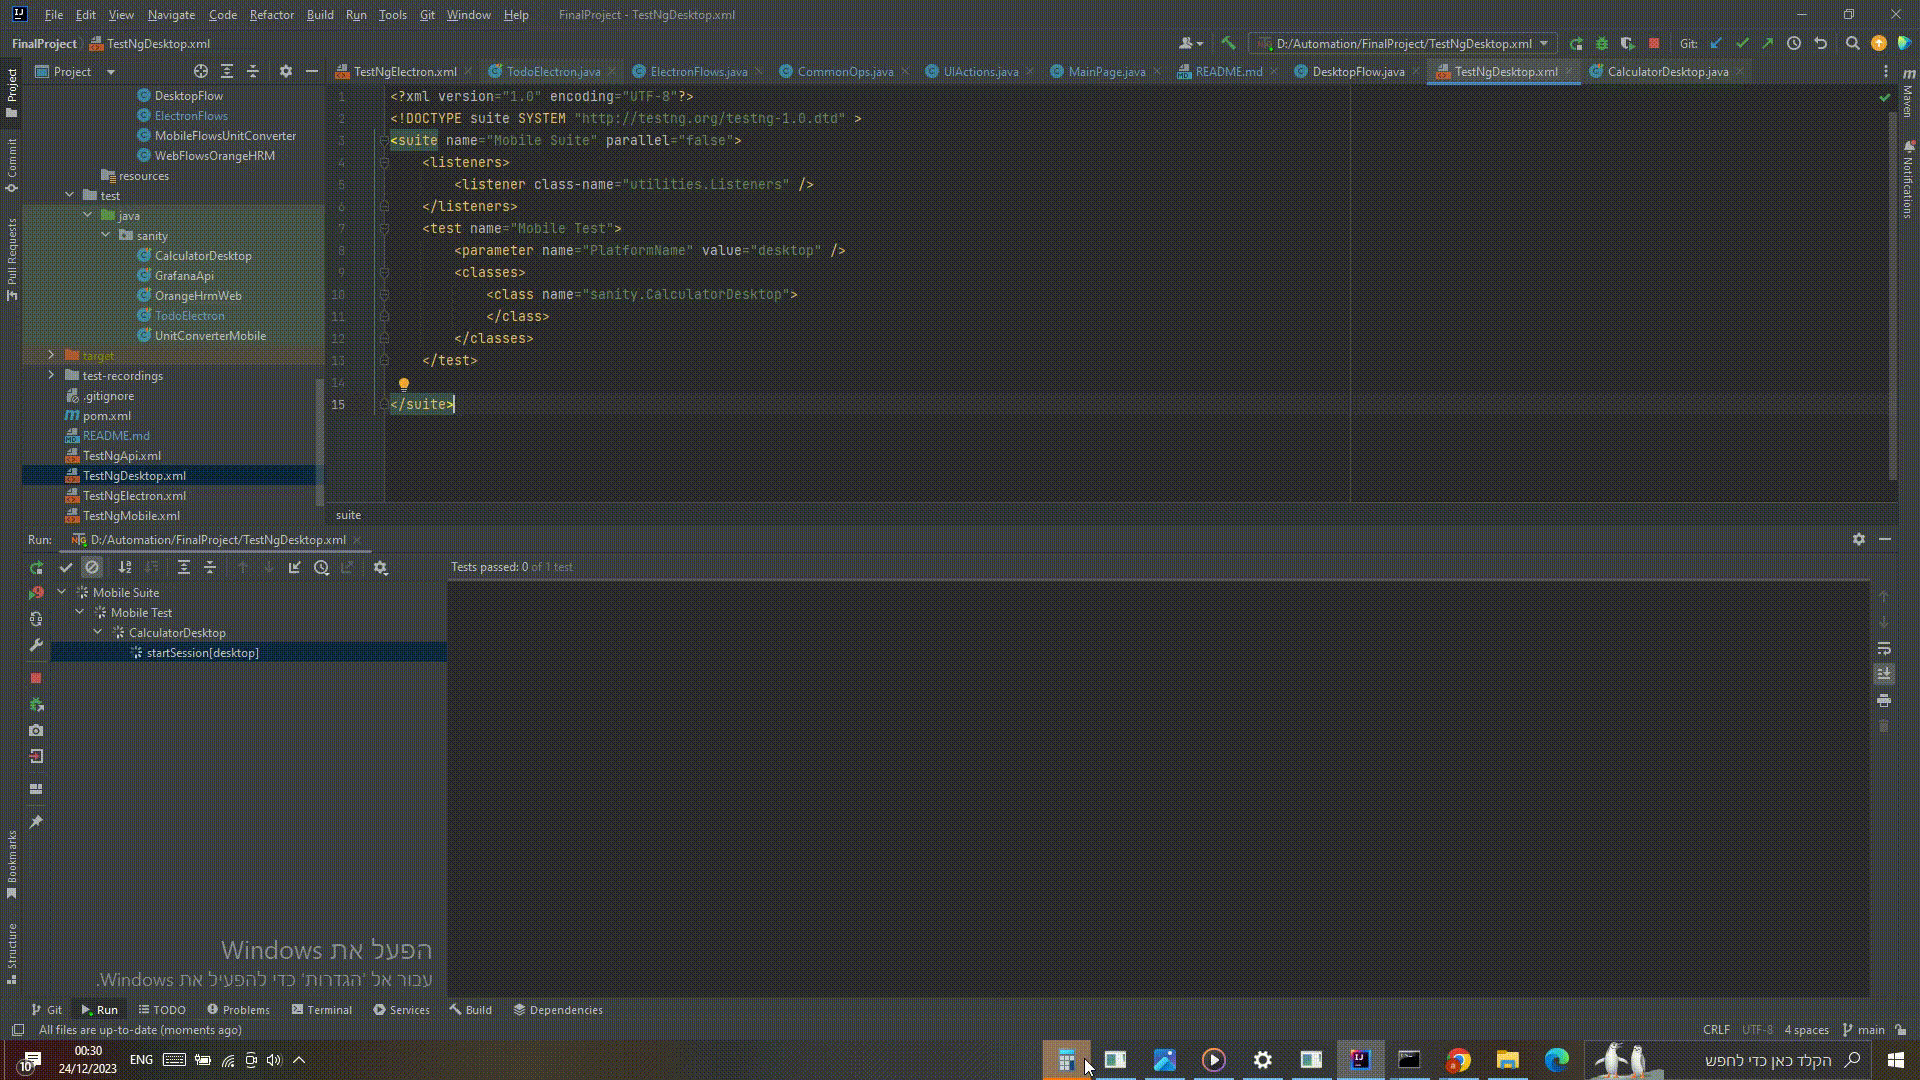 File Edit View Navigate Code Refactor Build Run Tools Git Window Help FinalProject - TestNgDesktop.xml
FinalProject TestNgDesktop.xml
D:/Automation/FinalProject/TestNgDesktop.xml
Git:
Project
TestNgElectron.xml TodoElectron.java ElectronFlows.java CommonOps.java UIActions.java MainPage.java README.md DesktopFlow.java TestNgDesktop.xml CalculatorDesktop.java
Project
Commit
Pull Requests
Bookmarks
Structure
Maven
Notifications
DesktopFlow
ElectronFlows
MobileFlowsUnitConverter
WebFlowsOrangeHRM
resources
test
java
sanity
CalculatorDesktop
GrafanaApi
OrangeHrmWeb
TodoElectron
UnitConverterMobile
target
test-recordings
.gitignore
pom.xml
README.md
TestNgApi.xml
TestNgDesktop.xml
TestNgElectron.xml
TestNgMobile.xml
1 <?xml version="1.0" encoding="UTF-8"?>
2 <!DOCTYPE suite SYSTEM "http://testng.org/testng-1.0.dtd" >
3 <suite name="Mobile Suite" parallel="false">
4 <listeners>
5 <listener class-name="utilities.Listeners" />
6 </listeners>
7 <test name="Mobile Test">
8 <parameter name="PlatformName" value="desktop" />
9 <classes>
10 <class name="sanity.CalculatorDesktop">
11 </class>
12 </classes>
13 </test>
14
15 </suite>
suite
Run: D:/Automation/FinalProject/TestNgDesktop.xml
Tests passed: 0 of 1 test
Mobile Suite
Mobile Test
CalculatorDesktop
startSession[desktop]
הפעל את Windows
עבור אל 'הגדרות' כדי להפעיל את Windows.
Git Run TODO Problems Terminal Services Build Dependencies
All files are up-to-date (moments ago)
CRLF UTF-8 4 spaces main
10
00:30
24/12/2023
ENG
הקלד כאן כדי לחפש